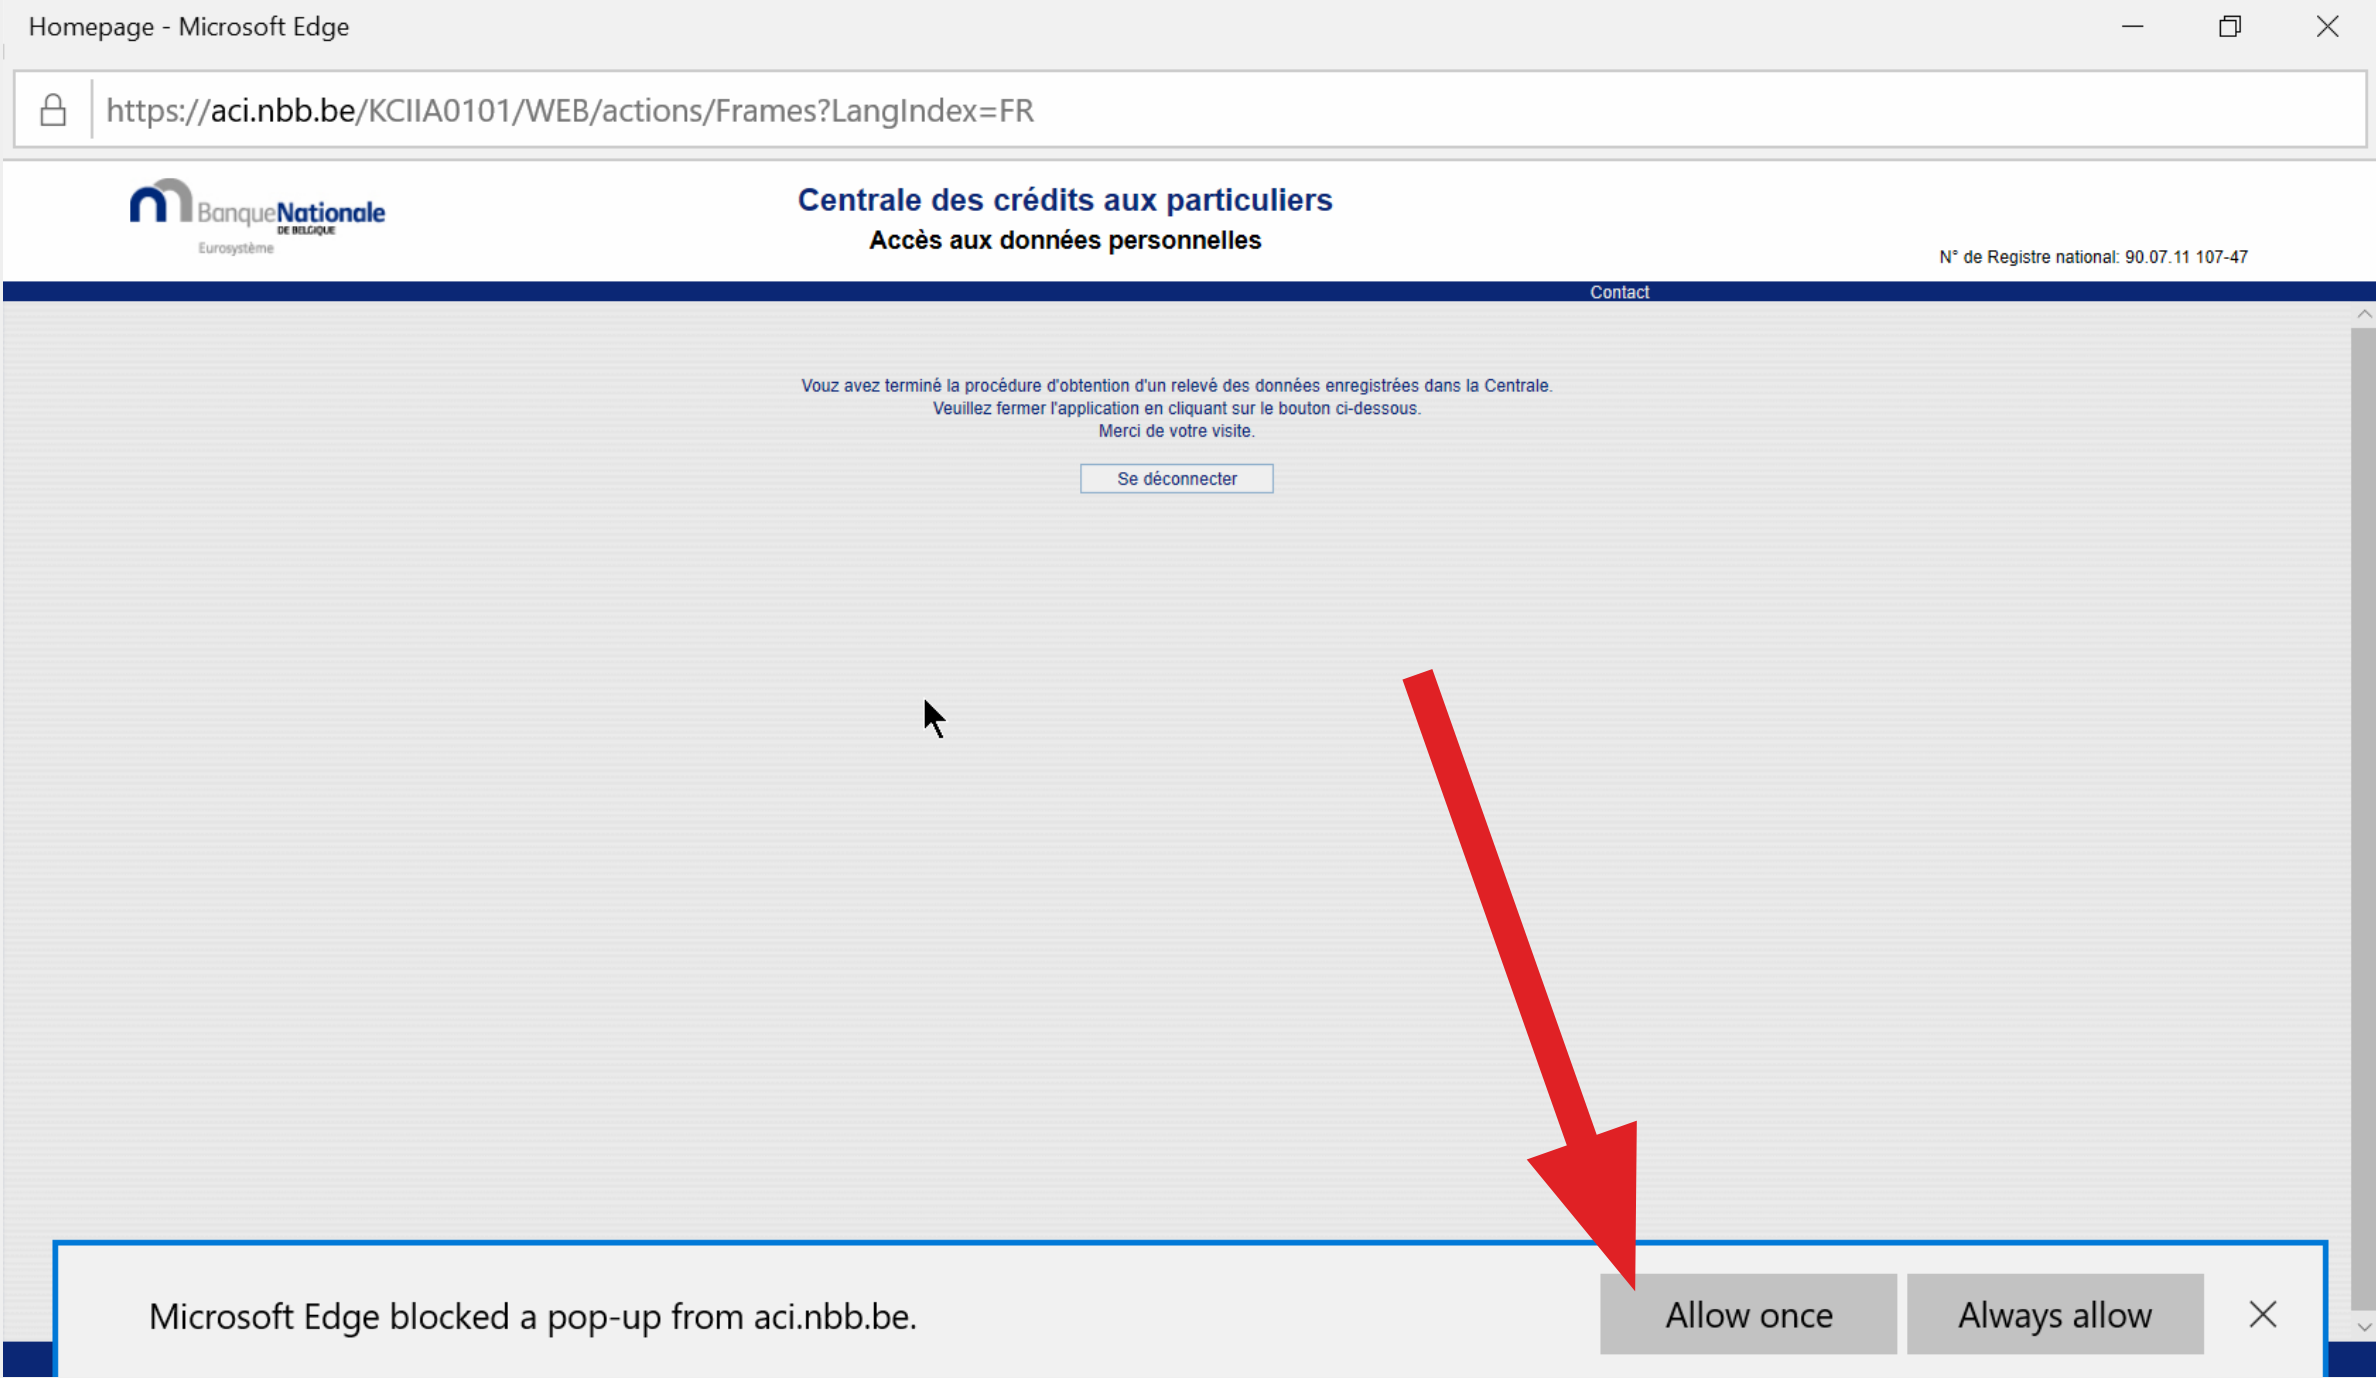 Homepage - Microsoft Edge
https://aci.nbb.be/KCIIA0101/WEB/actions/Frames?LangIndex=FR
BanqueNationale
DE BELGIQUE
Eurosystème
Centrale des crédits aux particuliers
Accès aux données personnelles
N° de Registre national: 90.07.11 107-47
Contact
Vouz avez terminé la procédure d'obtention d'un relevé des données enregistrées dans la Centrale.
Veuillez fermer l'application en cliquant sur le bouton ci-dessous.
Merci de votre visite.
Se déconnecter
Microsoft Edge blocked a pop-up from aci.nbb.be.
Allow once
Always allow